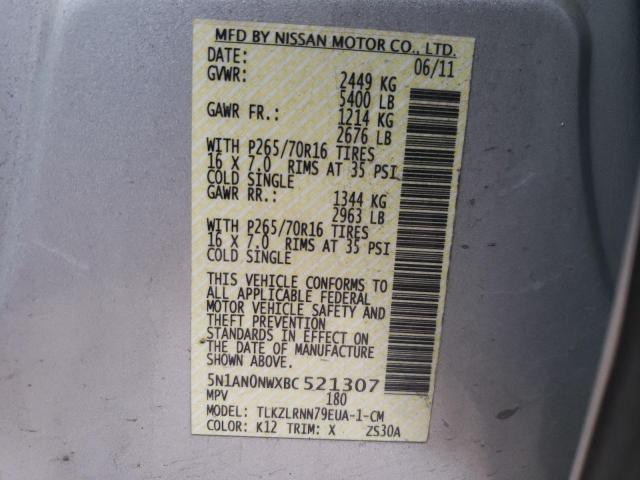 MFD BY NISSAN MOTOR CO., LTD.
DATE: 06/11
GVWR: 2449 KG
5400 LB
GAWR FR.: 1214 KG
2676 LB
WITH P265/70R16 TIRES
16 X 7.0 RIMS AT 35 PSI
COLD SINGLE
GAWR RR.: 1344 KG
2963 LB
WITH P265/70R16 TIRES
16 X 7.0 RIMS AT 35 PSI
COLD SINGLE
THIS VEHICLE CONFORMS TO
ALL APPLICABLE FEDERAL
MOTOR VEHICLE SAFETY AND
THEFT PREVENTION
STANDARDS IN EFFECT ON
THE DATE OF MANUFACTURE
SHOWN ABOVE.
5N1AN0NWXBC 521307
MPV 180
MODEL: TLKZLRNN79EUA-1-CM
COLOR: K12 TRIM: X ZS30A